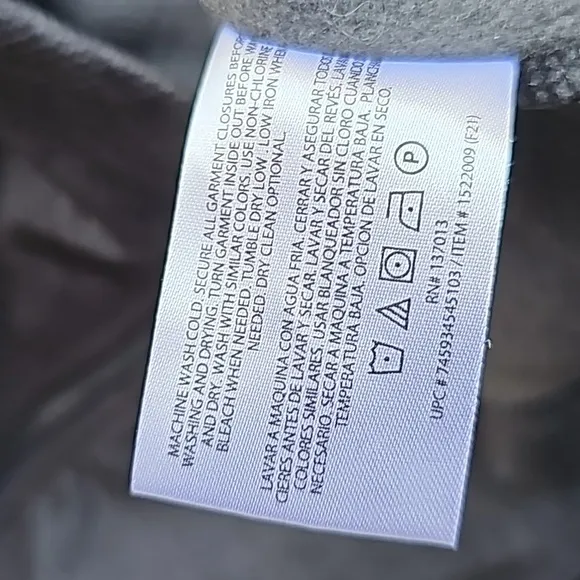 MACHINE WASH COLD. SECURE ALL GARMENT CLOSURES BEFORE
WASHING AND DRYING. TURN GARMENT INSIDE OUT BEFORE
AND DRY. WASH WITH SIMILAR COLORS. USE NON-CHLORINE
BLEACH WHEN NEEDED. TUMBLE DRY LOW. LOW IRON WHEN
NEEDED. DRY CLEAN OPTIONAL.
LAVAR A MAQUINA CON AGUA FRIA. CERRAR Y ASEGURAR TODOS
CIERES ANTES DE LAVAR Y SECAR. LAVAR Y SECAR DEL REVÉS.
COLORES SIMILARES. USAR BLANQUEADOR SIN CLORO CUANDO
NECESARIO. SECAR A MAQUINA A TEMPERATURA BAJA.
TEMPERATURA BAJA. OPCION DE LAVAR EN SECO.
P
RN# 137013
UPC # 745934545103 / ITEM # 1522009 (F21)